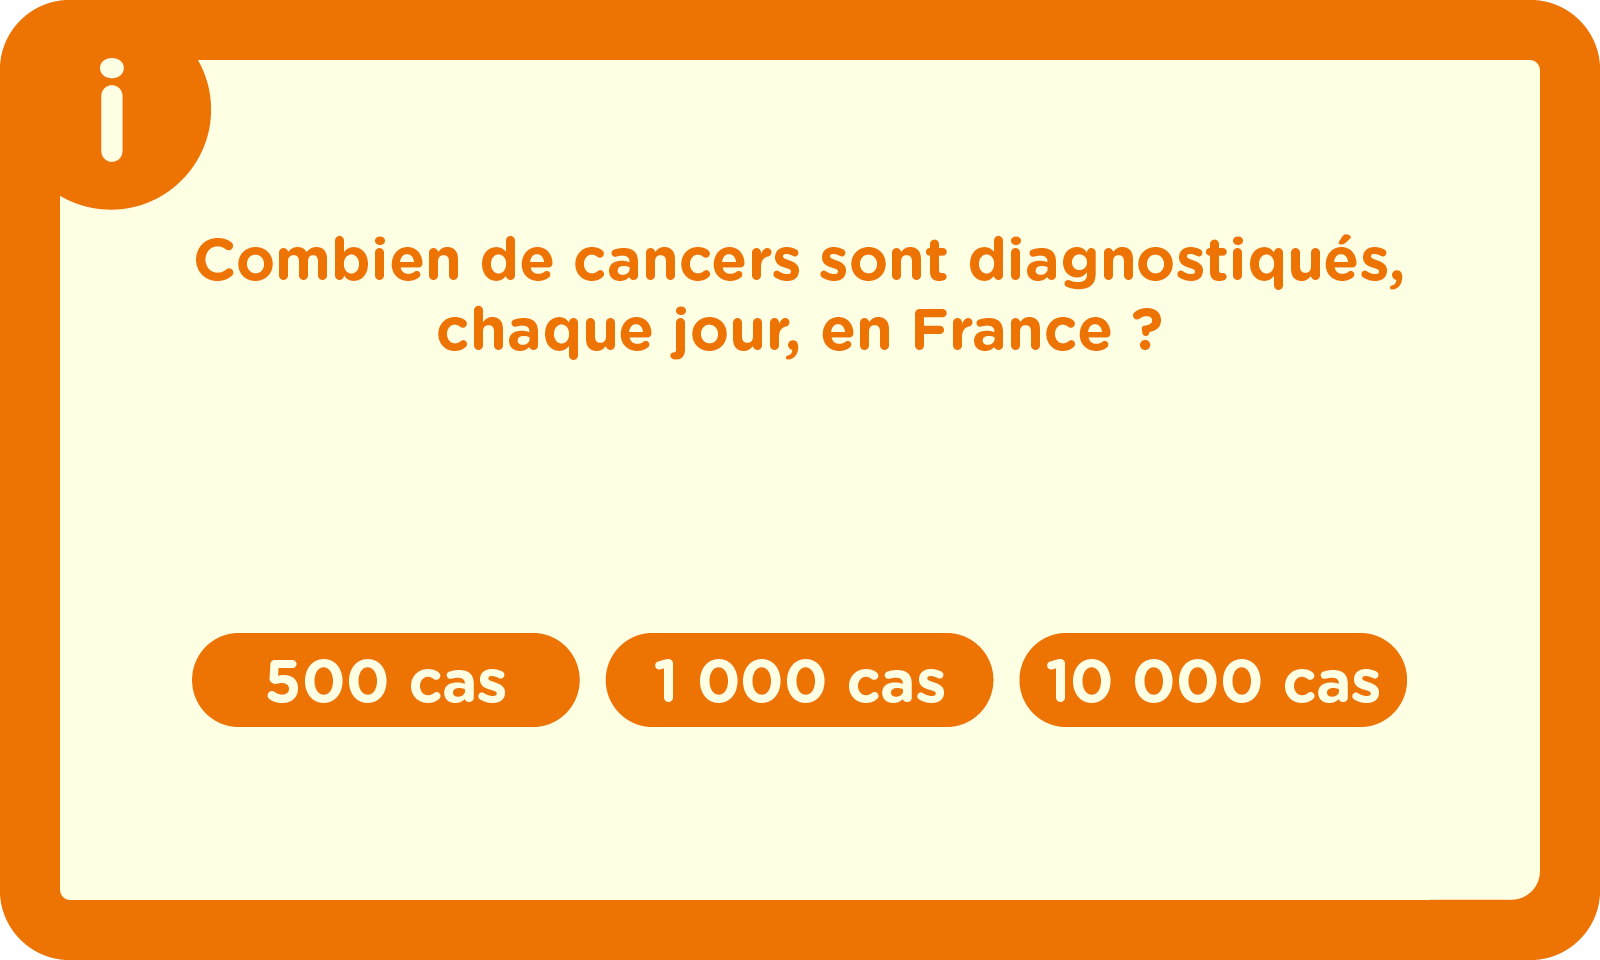 i
Combien de cancers sont diagnostiqués,
chaque jour, en France ?
500 cas
1 000 cas
10 000 cas